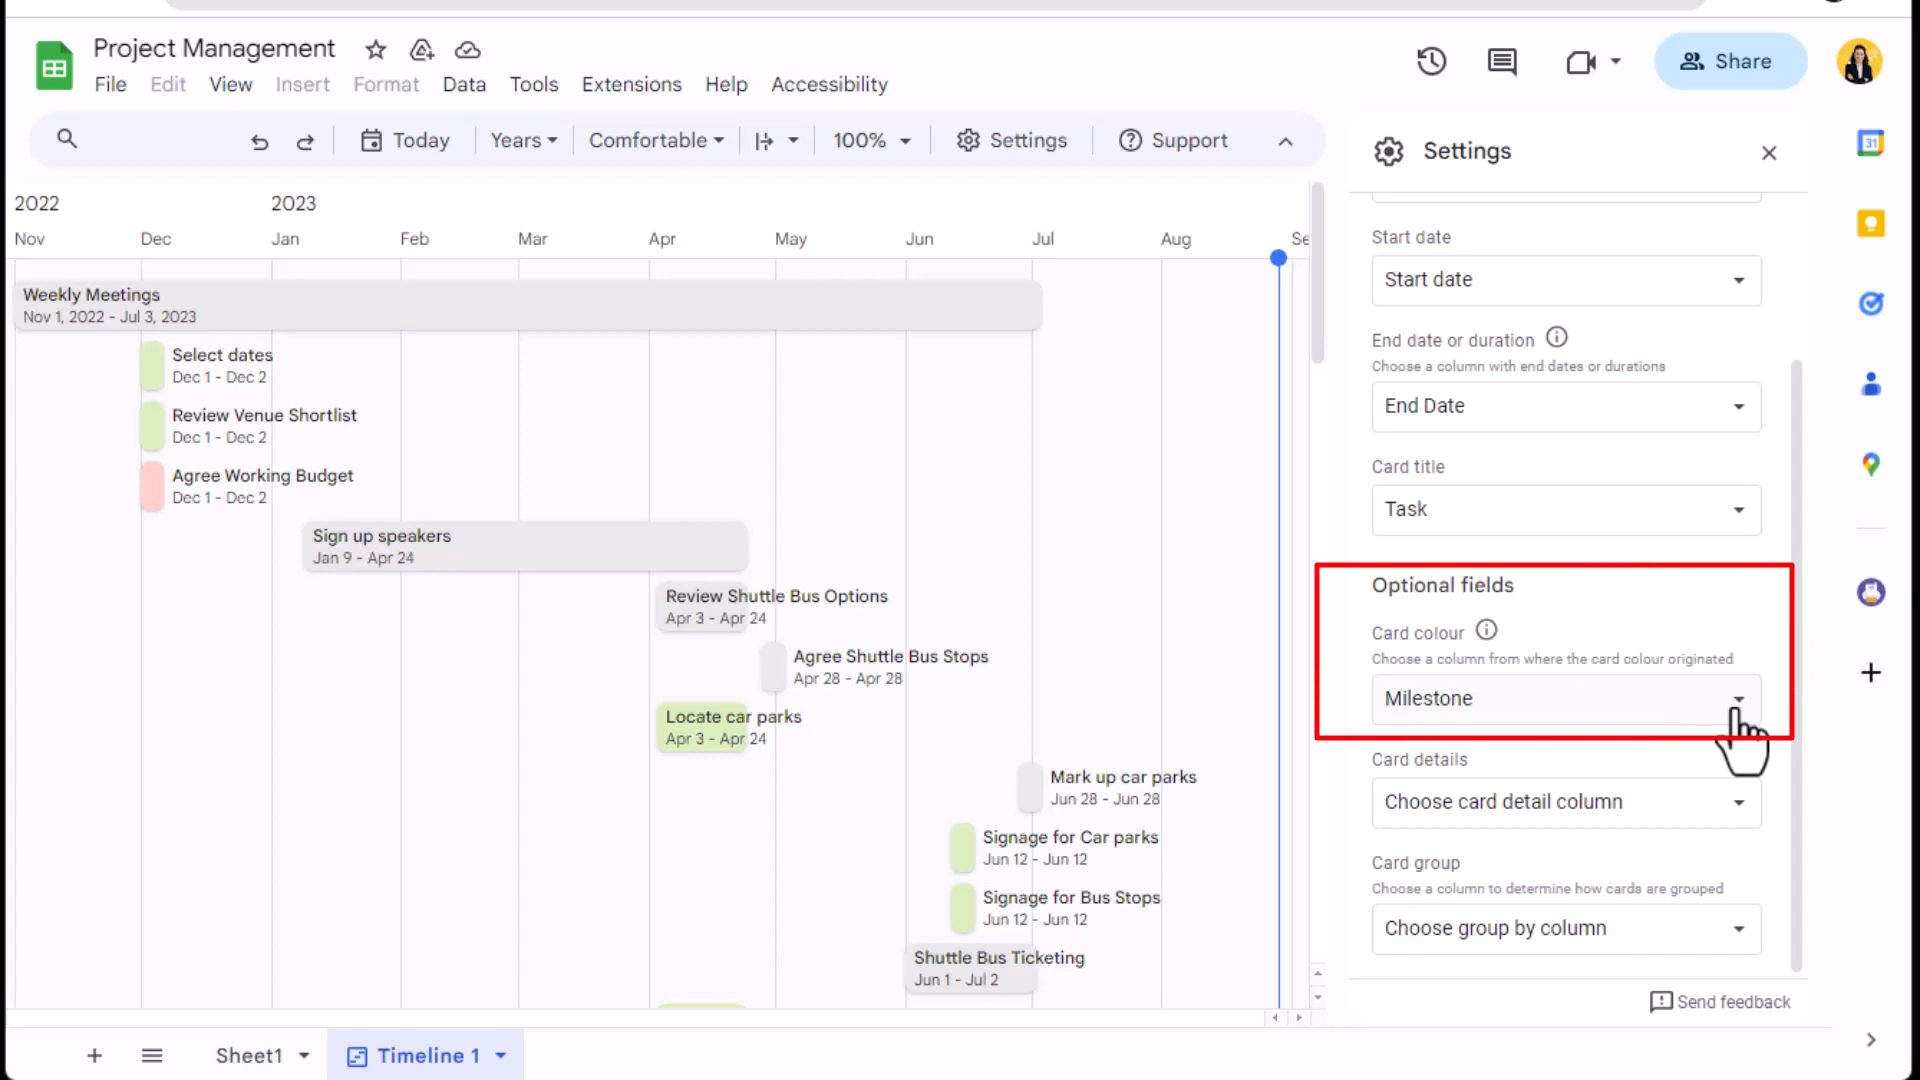 Project Management
File Edit View Insert Format Data Tools Extensions Help Accessibility
Share
Today Years Comfortable 100% Settings Support
2022 2023
Nov Dec Jan Feb Mar Apr May Jun Jul Aug Se
Weekly Meetings
Nov 1, 2022 - Jul 3, 2023
Select dates
Dec 1 - Dec 2
Review Venue Shortlist
Dec 1 - Dec 2
Agree Working Budget
Dec 1 - Dec 2
Sign up speakers
Jan 9 - Apr 24
Review Shuttle Bus Options
Apr 3 - Apr 24
Agree Shuttle Bus Stops
Apr 28 - Apr 28
Locate car parks
Apr 3 - Apr 24
Mark up car parks
Jun 28 - Jun 28
Signage for Car parks
Jun 12 - Jun 12
Signage for Bus Stops
Jun 12 - Jun 12
Shuttle Bus Ticketing
Jun 1 - Jul 2
Settings
Start date
Start date
End date or duration
Choose a column with end dates or durations
End Date
Card title
Task
Optional fields
Card colour
Choose a column from where the card colour originated
Milestone
Card details
Choose card detail column
Card group
Choose a column to determine how cards are grouped
Choose group by column
Send feedback
31
Sheet1
Timeline 1